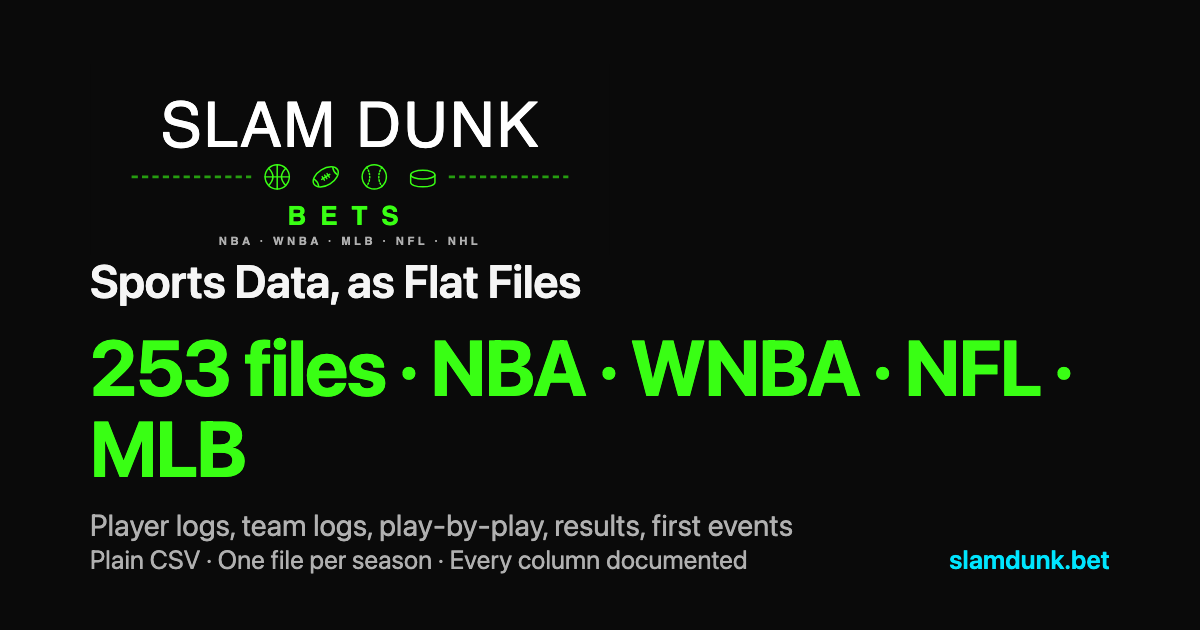 SLAM DUNK
BETS
NBA · WNBA · MLB · NFL · NHL
Sports Data, as Flat Files
253 files · NBA · WNBA · NFL ·
MLB
Player logs, team logs, play-by-play, results, first events
Plain CSV · One file per season · Every column documented
slamdunk.bet